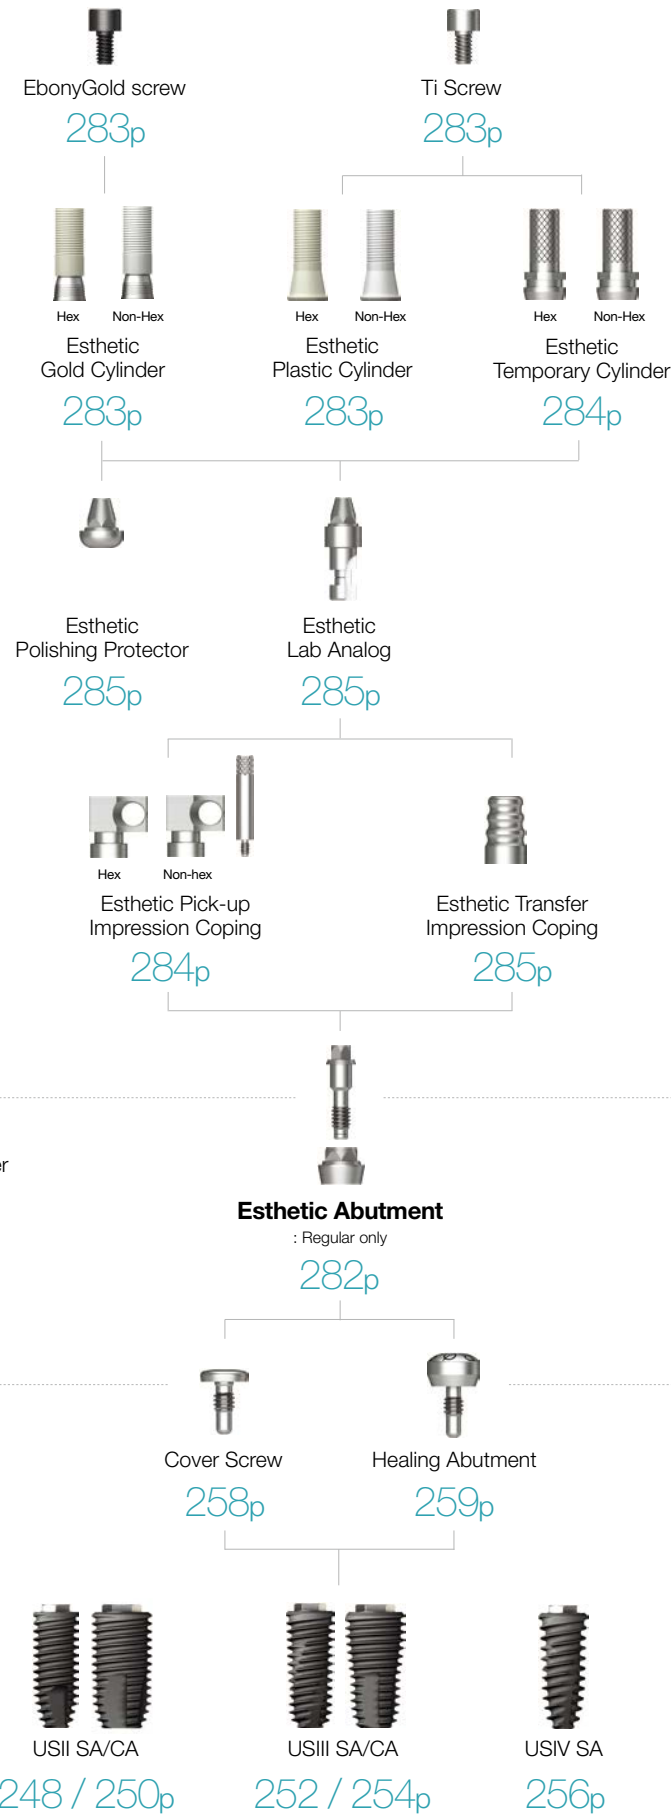 EbonyGold screw
283p
Ti Screw
283p
Hex
Non-Hex
Esthetic
Gold Cylinder
283p
Hex
Non-Hex
Esthetic
Plastic Cylinder
283p
Hex
Non-Hex
Esthetic
Temporary Cylinder
284p
Esthetic
Polishing Protector
285p
Esthetic
Lab Analog
285p
Hex
Non-hex
Esthetic Pick-up
Impression Coping
284p
Esthetic Transfer
Impression Coping
285p
er
Esthetic Abutment
: Regular only
282p
Cover Screw
258p
Healing Abutment
259p
USII SA/CA
248 / 250p
USIII SA/CA
252 / 254p
USIV SA
256p